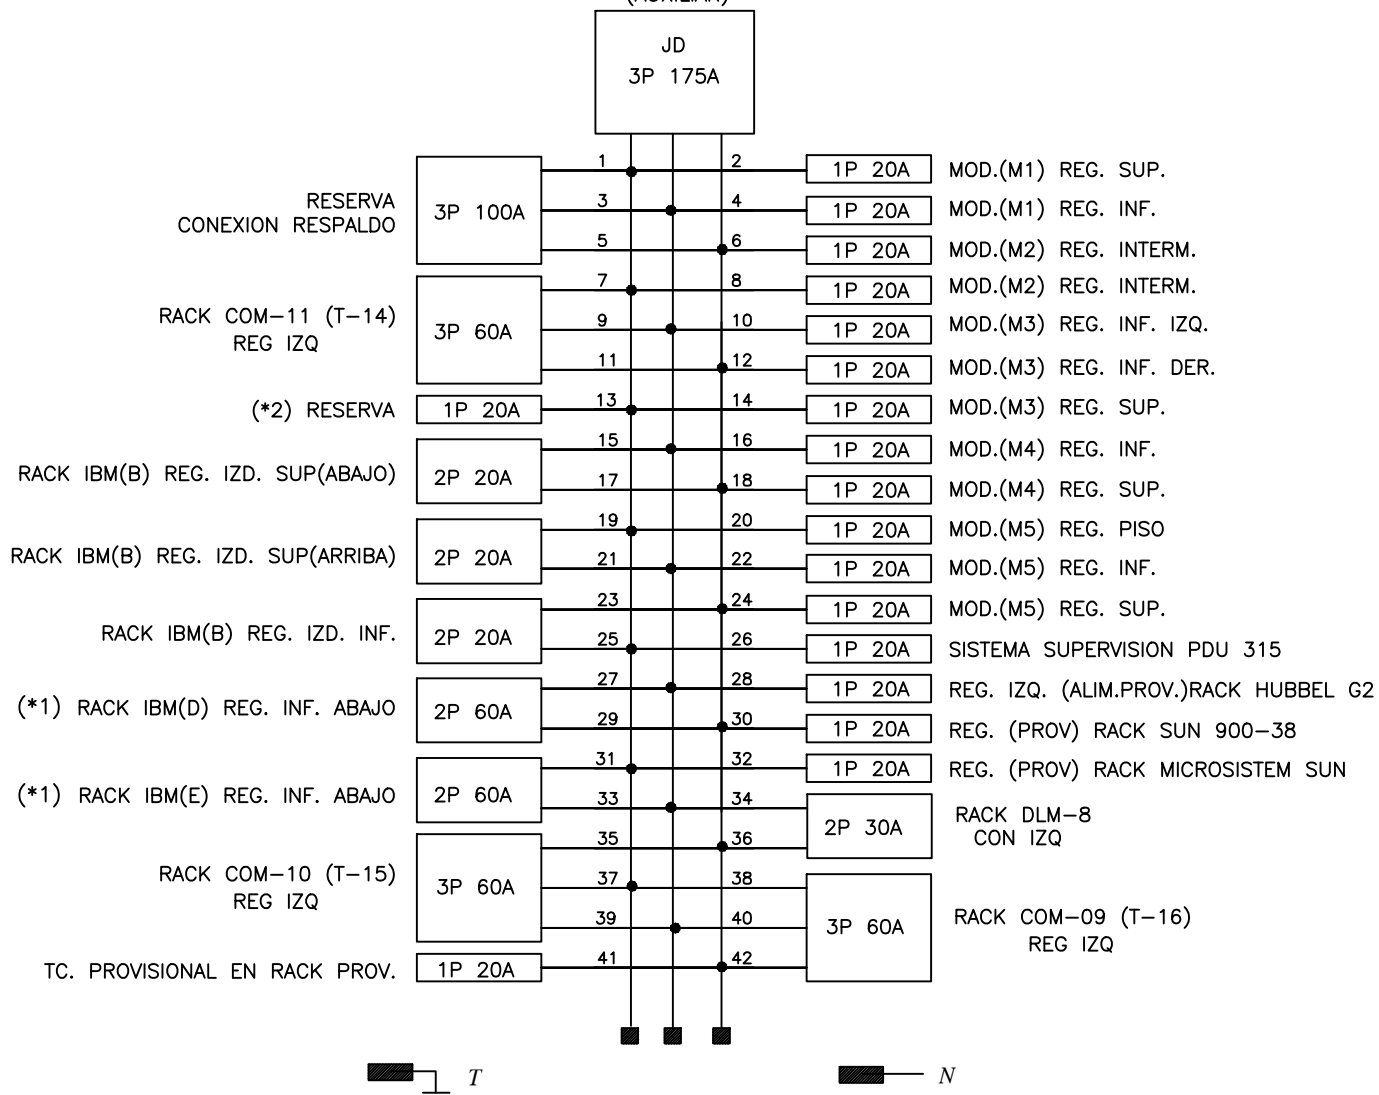 (AUXILIAR)
JD
3P 175A
RESERVA
CONEXION RESPALDO
3P 100A
1
2
1P 20A
MOD.(M1) REG. SUP.
3
4
1P 20A
MOD.(M1) REG. INF.
5
6
1P 20A
MOD.(M2) REG. INTERM.
RACK COM-11 (T-14)
REG IZQ
3P 60A
7
8
1P 20A
MOD.(M2) REG. INTERM.
9
10
1P 20A
MOD.(M3) REG. INF. IZQ.
11
12
1P 20A
MOD.(M3) REG. INF. DER.
(*2) RESERVA
1P 20A
13
14
1P 20A
MOD.(M3) REG. SUP.
RACK IBM(B) REG. IZD. SUP(ABAJO)
2P 20A
15
16
1P 20A
MOD.(M4) REG. INF.
17
18
1P 20A
MOD.(M4) REG. SUP.
RACK IBM(B) REG. IZD. SUP(ARRIBA)
2P 20A
19
20
1P 20A
MOD.(M5) REG. PISO
21
22
1P 20A
MOD.(M5) REG. INF.
RACK IBM(B) REG. IZD. INF.
2P 20A
23
24
1P 20A
MOD.(M5) REG. SUP.
25
26
1P 20A
SISTEMA SUPERVISION PDU 315
(*1) RACK IBM(D) REG. INF. ABAJO
2P 60A
27
28
1P 20A
REG. IZQ. (ALIM.PROV.)RACK HUBBEL G2
29
30
1P 20A
REG. (PROV) RACK SUN 900-38
(*1) RACK IBM(E) REG. INF. ABAJO
2P 60A
31
32
1P 20A
REG. (PROV) RACK MICROSISTEM SUN
33
34
2P 30A
RACK DLM-8
CON IZQ
RACK COM-10 (T-15)
REG IZQ
3P 60A
35
36
37
38
39
40
3P 60A
RACK COM-09 (T-16)
REG IZQ
TC. PROVISIONAL EN RACK PROV.
1P 20A
41
42
T
N